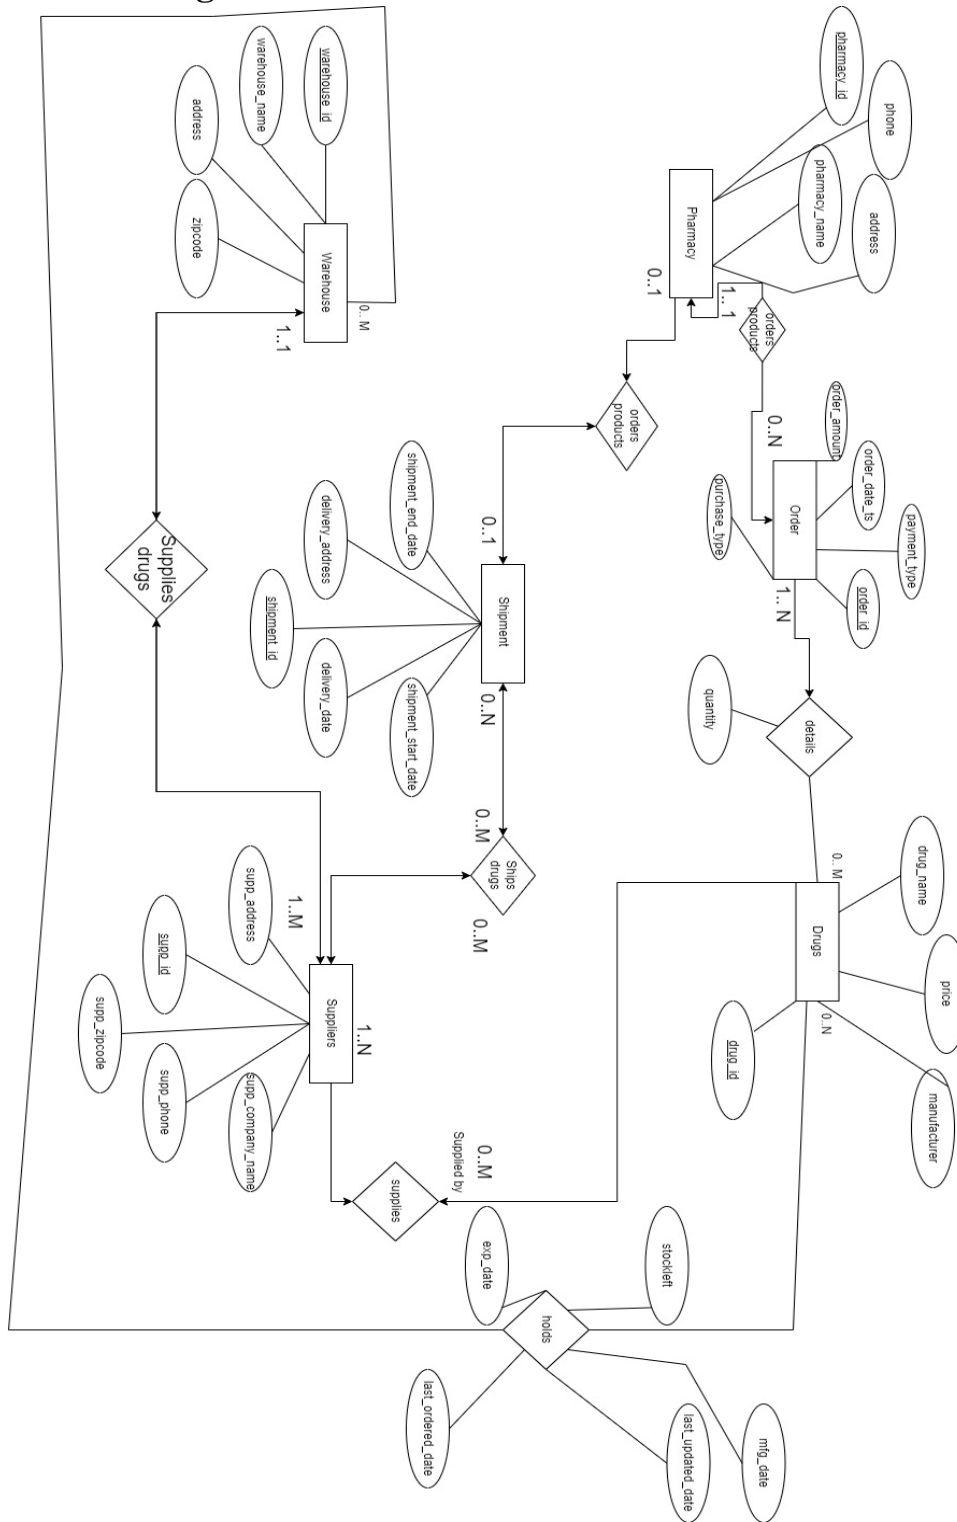 g
pharmacy_id
phone
pharmacy_name
address
Pharmacy
0..1
1.. 1
orders
products
0..N
order_amount
order_date_ts
payment_type
order_id
purchase_type
Order
1.. N
quantity
details
0.. M
drug_name
price
manufacturer
drug_id
Drugs
0..N
warehouse_id
warehouse_name
address
zipcode
Warehouse
0.. M
1..1
orders
products
0..1
shipment_end_date
delivery_address
shipment_id
delivery_date
shipment_start_date
Shipment
0..N
0..M
Ships
drugs
0..M
Supplies
drugs
1..M
supp_address
supp_id
supp_zipcode
supp_phone
supp_company_name
Suppliers
1..N
0..M
Supplied by
supplies
exp_date
stockleft
holds
last_ordered_date
last_updated_date
mfg_date